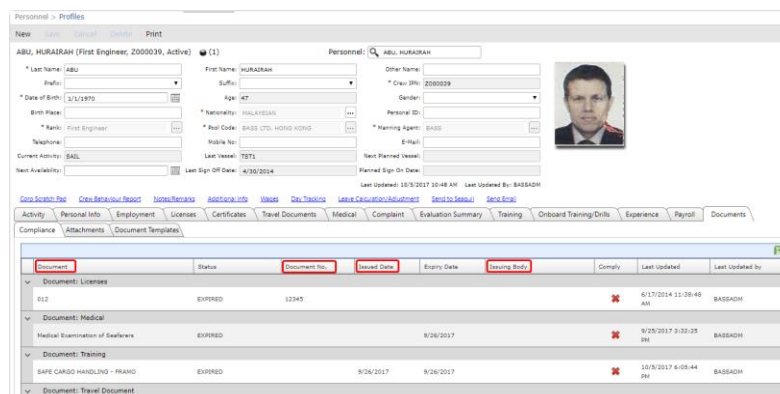 Personnel > Profiles
New Save Cancel Delete Print
ABU, HURAIRAH (First Engineer, Z000039, Active) (1) Personnel: ABU, HURAIRAH
* Last Name: ABU First Name: HURAIRAH Other Name:
Prefix: Suffix: * Crew IPN: Z000039
* Date of Birth: 1/1/1970 Age: 47 Gender:
Birth Place: * Nationality: MALAYSIAN ... Personal ID:
* Rank: First Engineer ... * Pool Code: BASS LTD. HONG KONG ... * Manning Agent: BASS ...
Telephone: Mobile No: E-Mail:
Current Activity: SAIL Last Vessel: TST1 Next Planned Vessel:
Next Availability: Last Sign Off Date: 4/30/2014 Planned Sign On Date:
Last Updated: 10/5/2017 10:48 AM Last Updated By: BASSADM
Corp Scratch Pad Crew Behaviour Report Notes/Remarks Additional Info Wages Day Tracking Leave Calculation/Adjustment Send to Seagull Send Email
Activity Personal Info Employment Licenses Certificates Travel Documents Medical Complaint Evaluation Summary Training Onboard Training/Drills Experience Payroll Documents
Compliance Attachments Document Templates
Document Status Document No. Issued Date Expiry Date Issuing Body Comply Last Updated Last Updated by
Document: Licenses
012 EXPIRED 12345 6/17/2014 11:38:48 AM BASSADM
Document: Medical
Medical Examination of Seafarers EXPIRED 9/26/2017 9/25/2017 3:32:25 PM BASSADM
Document: Training
SAFE CARGO HANDLING - FRAMO EXPIRED 9/26/2017 9/26/2017 10/5/2017 6:05:44 PM BASSADM
Document: Travel Document